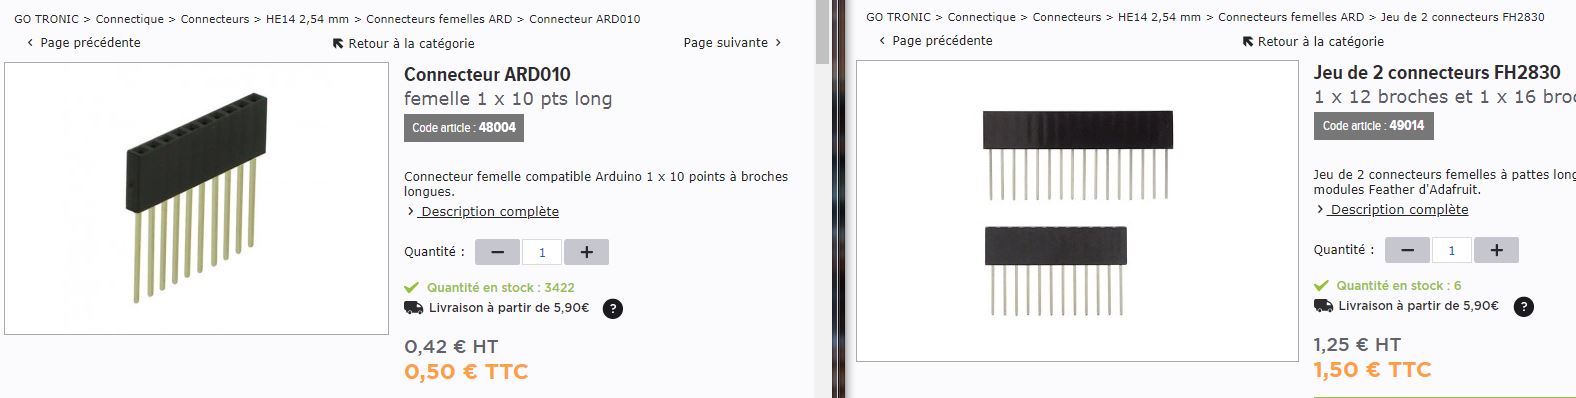 GO TRONIC > Connectique > Connecteurs > HE14 2,54 mm > Connecteurs femelles ARD > Connecteur ARD010
Page précédente
Retour à la catégorie
Page suivante
Connecteur ARD010
femelle 1 x 10 pts long
Code article : 48004
Connecteur femelle compatible Arduino 1 x 10 points à broches
longues.
Description complète
Quantité : − 1 +
Quantité en stock : 3422
Livraison à partir de 5,90€ ?
0,42 € HT
0,50 € TTC
GO TRONIC > Connectique > Connecteurs > HE14 2,54 mm > Connecteurs femelles ARD > Jeu de 2 connecteurs FH2830
Page précédente
Retour à la catégorie
Jeu de 2 connecteurs FH2830
1 x 12 broches et 1 x 16 bro
Code article : 49014
Jeu de 2 connecteurs femelles à pattes long
modules Feather d'Adafruit.
Description complète
Quantité : − 1 +
Quantité en stock : 6
Livraison à partir de 5,90€ ?
1,25 € HT
1,50 € TTC